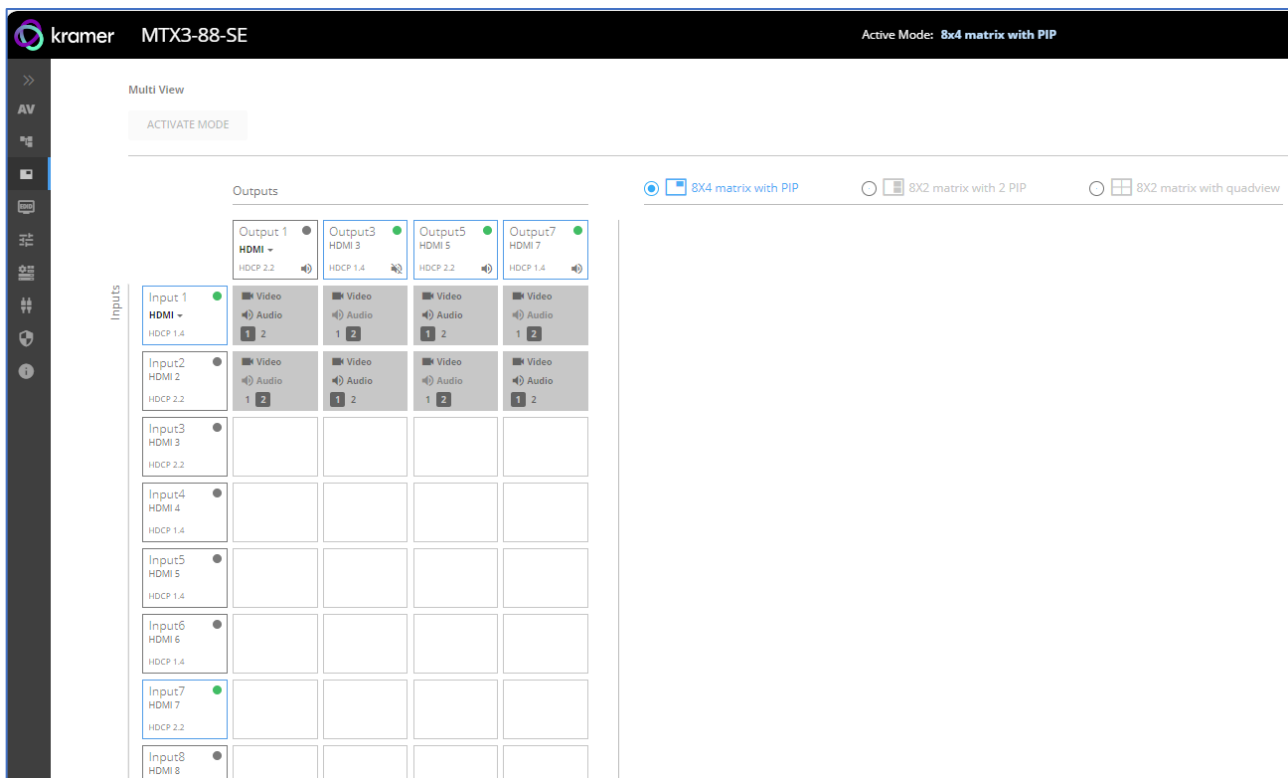 kramer MTX3-88-SE Active Mode: 8x4 matrix with PIP
AV
Multi View
ACTIVATE MODE
Outputs
8X4 matrix with PIP 8X2 matrix with 2 PIP 8X2 matrix with quadview
Output 1 Output3 Output5 Output7
HDMI HDMI 3 HDMI 5 HDMI 7
HDCP 2.2 HDCP 1.4 HDCP 2.2 HDCP 1.4
Inputs
Input 1 Video Video Video Video
HDMI Audio Audio Audio Audio
HDCP 1.4 1 2 1 2 1 2 1 2
Input2 Video Video Video Video
HDMI 2 Audio Audio Audio Audio
HDCP 2.2 1 2 1 2 1 2 1 2
Input3
HDMI 3
HDCP 2.2
Input4
HDMI 4
HDCP 1.4
Input5
HDMI 5
HDCP 1.4
Input6
HDMI 6
HDCP 1.4
Input7
HDMI 7
HDCP 2.2
Input8
HDMI 8